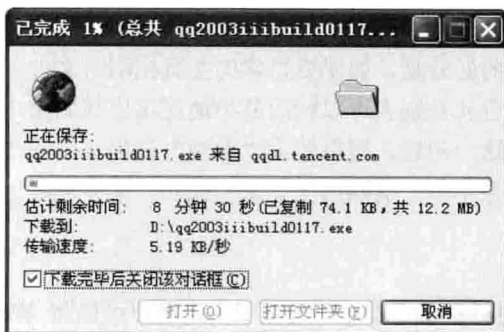 已完成 1% (总共 qq2003iiibuild0117...
正在保存:
qq2003iiibuild0117.exe 来自 qqdl.tencent.com
估计剩余时间: 8 分钟 30 秒(已复制 74.1 KB,共 12.2 MB)
下载到: D:\qq2003iiibuild0117.exe
传输速度: 5.19 KB/秒
下载完毕后关闭该对话框(C)
打开(O) 打开文件夹(F) 取消